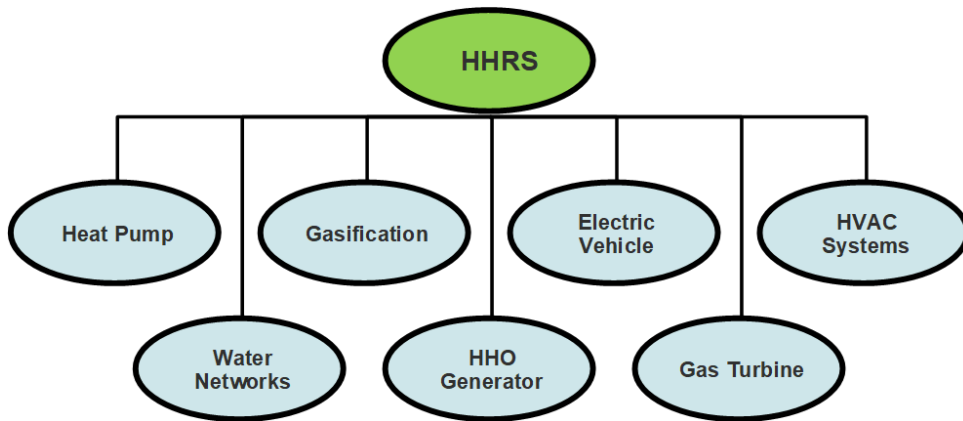 HHRS
Heat Pump
Gasification
Electric
Vehicle
HVAC
Systems
Water
Networks
HHO
Generator
Gas Turbine